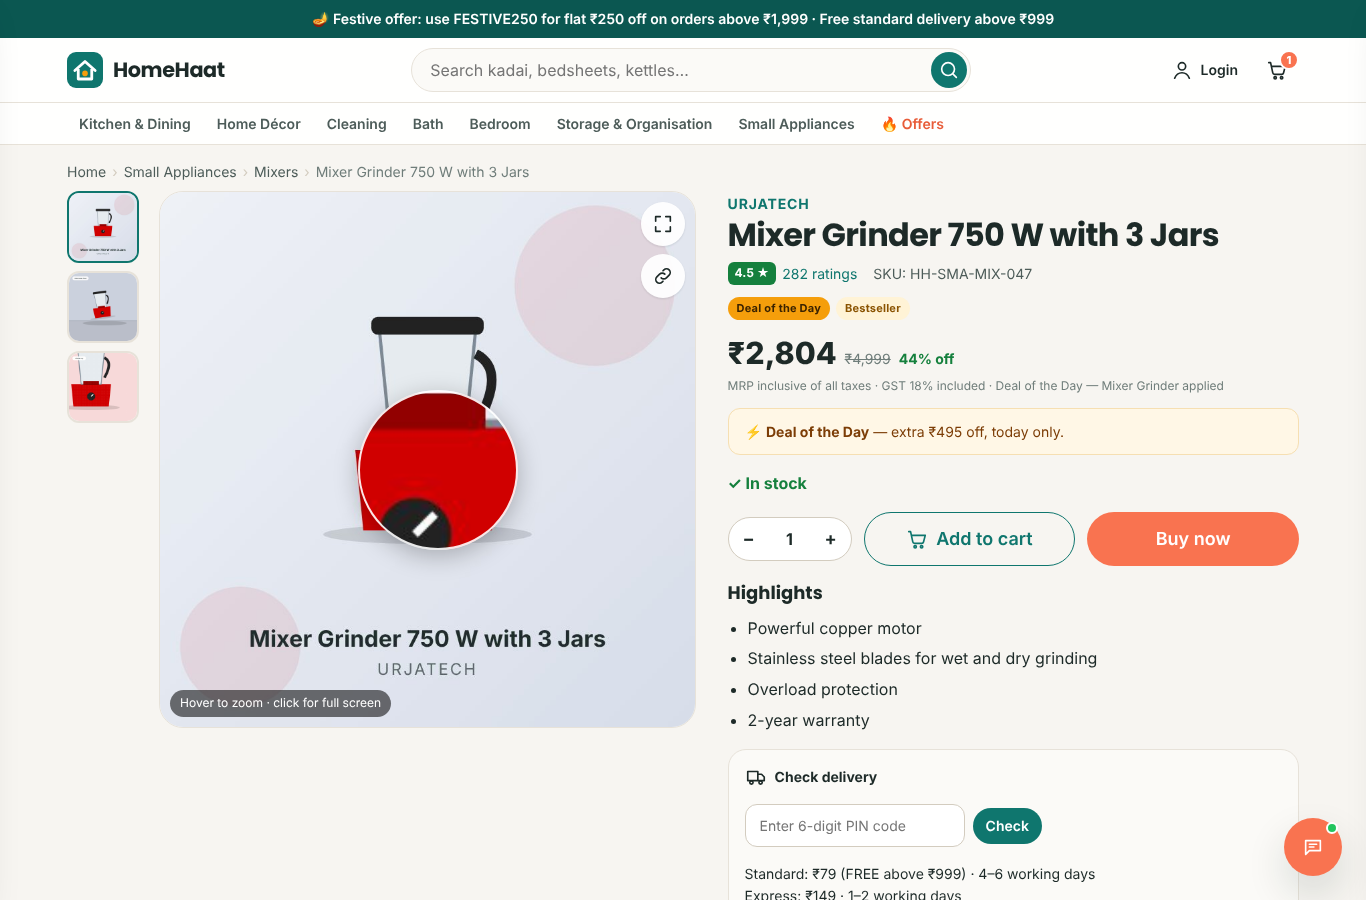 🪔 Festive offer: use FESTIVE250 for flat ₹250 off on orders above ₹1,999 · Free standard delivery above ₹999
HomeHaat
Search kadai, bedsheets, kettles...
Login
1
Kitchen & Dining
Home Décor
Cleaning
Bath
Bedroom
Storage & Organisation
Small Appliances
🔥 Offers
Home › Small Appliances › Mixers › Mixer Grinder 750 W with 3 Jars
Mixer Grinder 750 W with 3 Jars
URJATECH
Hover to zoom · click for full screen
URJATECH
Mixer Grinder 750 W with 3 Jars
4.5 ★ 282 ratings SKU: HH-SMA-MIX-047
Deal of the Day Bestseller
₹2,804 ₹4,999 44% off
MRP inclusive of all taxes · GST 18% included · Deal of the Day — Mixer Grinder applied
⚡ Deal of the Day — extra ₹495 off, today only.
✓ In stock
− 1 +
Add to cart
Buy now
Highlights
• Powerful copper motor
• Stainless steel blades for wet and dry grinding
• Overload protection
• 2-year warranty
Check delivery
Enter 6-digit PIN code
Check
Standard: ₹79 (FREE above ₹999) · 4–6 working days
Express: ₹149 · 1–2 working days